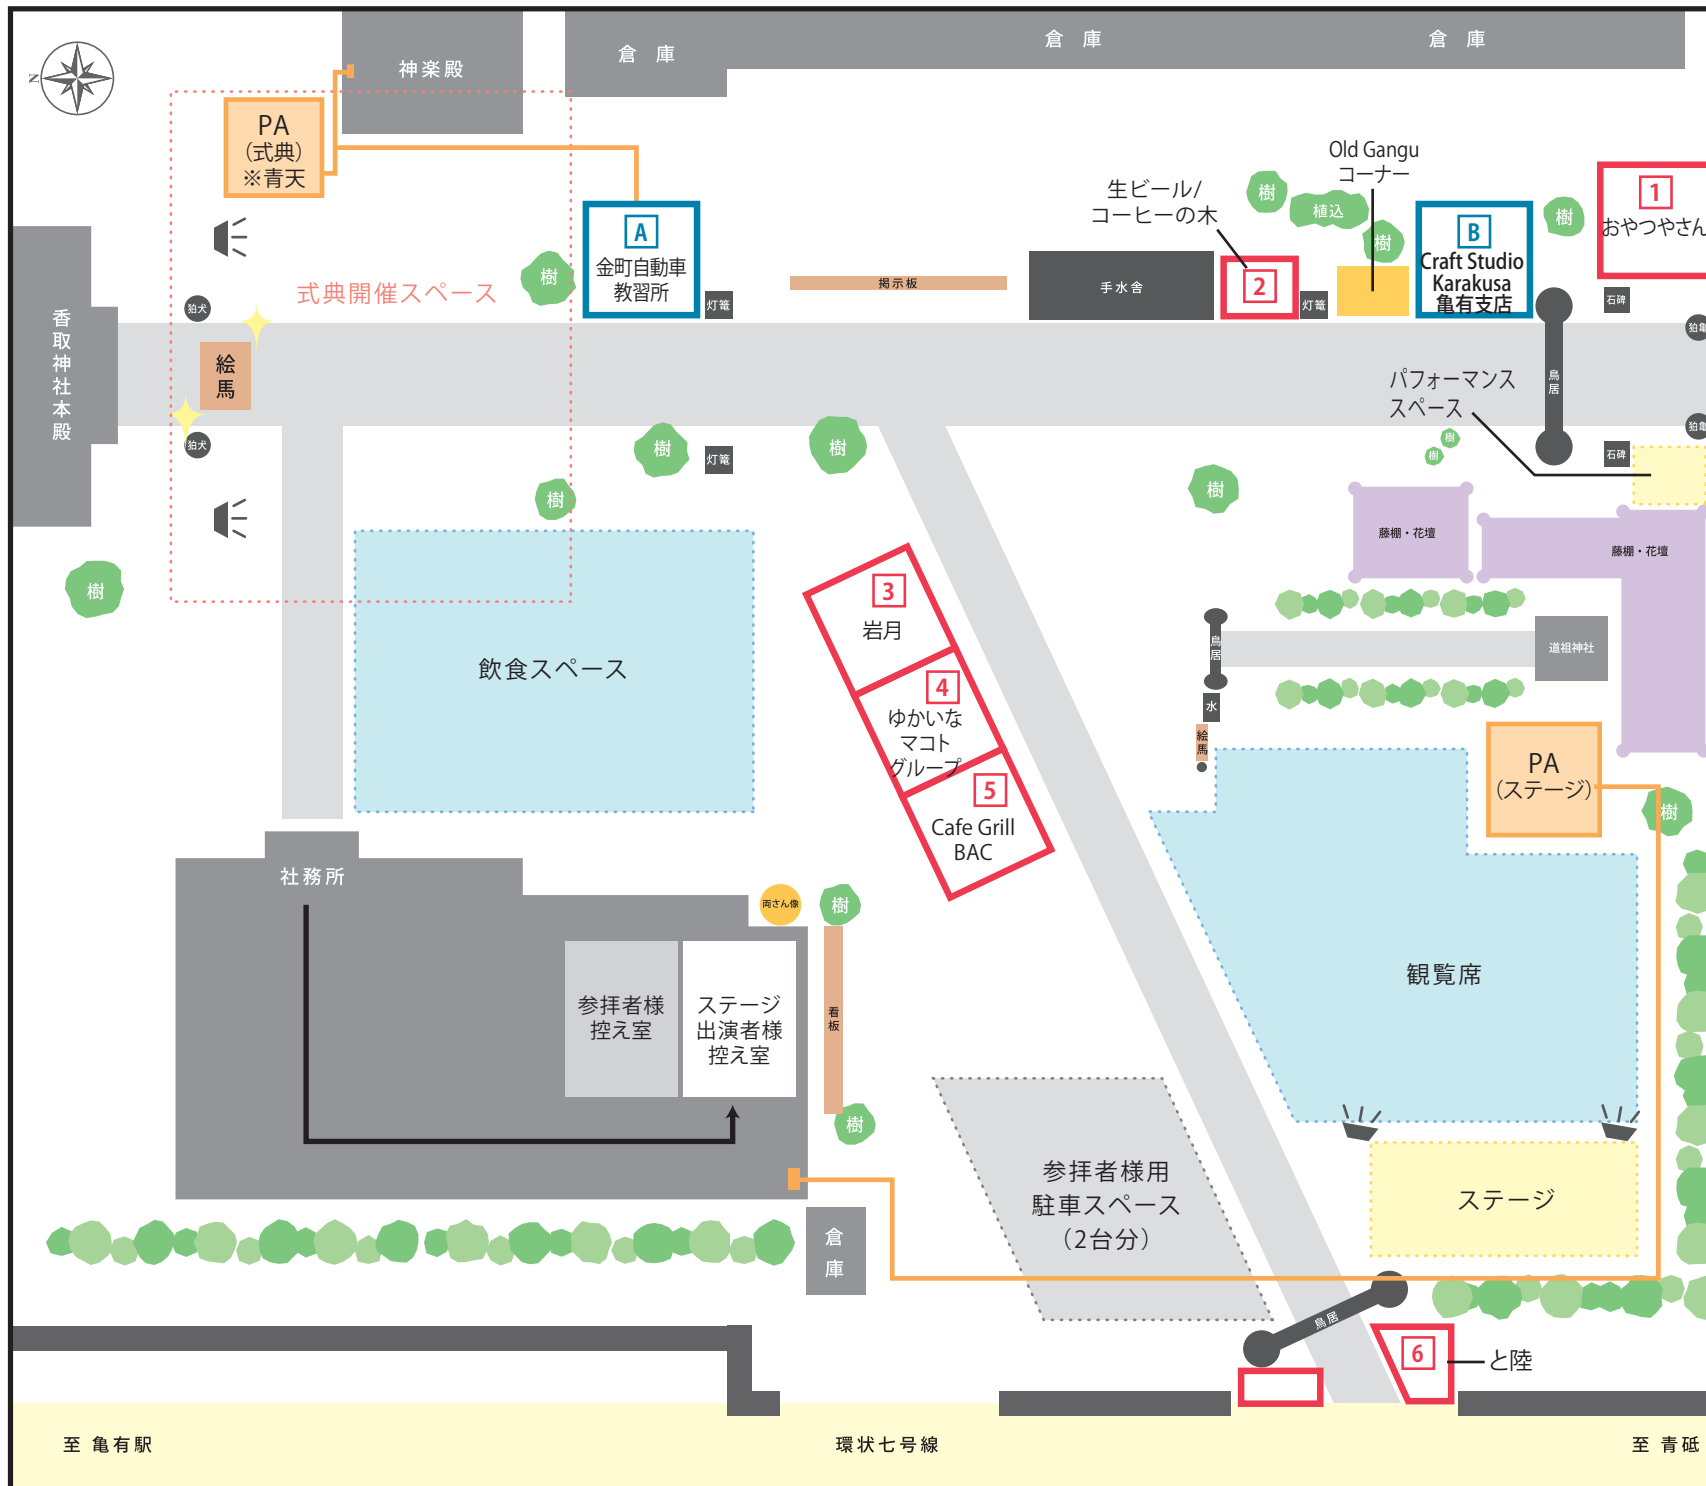 N
神楽殿
倉庫
倉庫
倉庫
PA
(式典)
※青天
Old Gangu
コーナー
生ビール/
コーヒーの木
樹
植込
樹
樹
1
おやつやさん
A
金町自動車
教習所
B
Craft Studio
Karakusa
亀有支店
樹
式典開催スペース
掲示板
手水舎
2
灯篭
灯篭
石碑
狛犬
狛亀
香取神社本殿
絵馬
鳥居
パフォーマンス
スペース
狛犬
狛亀
樹
灯篭
樹
樹
樹
石碑
樹
樹
樹
藤棚・花壇
藤棚・花壇
樹
3
岩月
飲食スペース
鳥居
道祖神社
4
ゆかいな
マコト
グループ
水
絵馬
5
Cafe Grill
BAC
PA
(ステージ)
樹
社務所
両さん像
樹
観覧席
参拝者様
控え室
ステージ
出演者様
控え室
看板
樹
参拝者様用
駐車スペース
(2台分)
ステージ
倉庫
鳥居
6
と陸
至 亀有駅
環状七号線
至 青砥